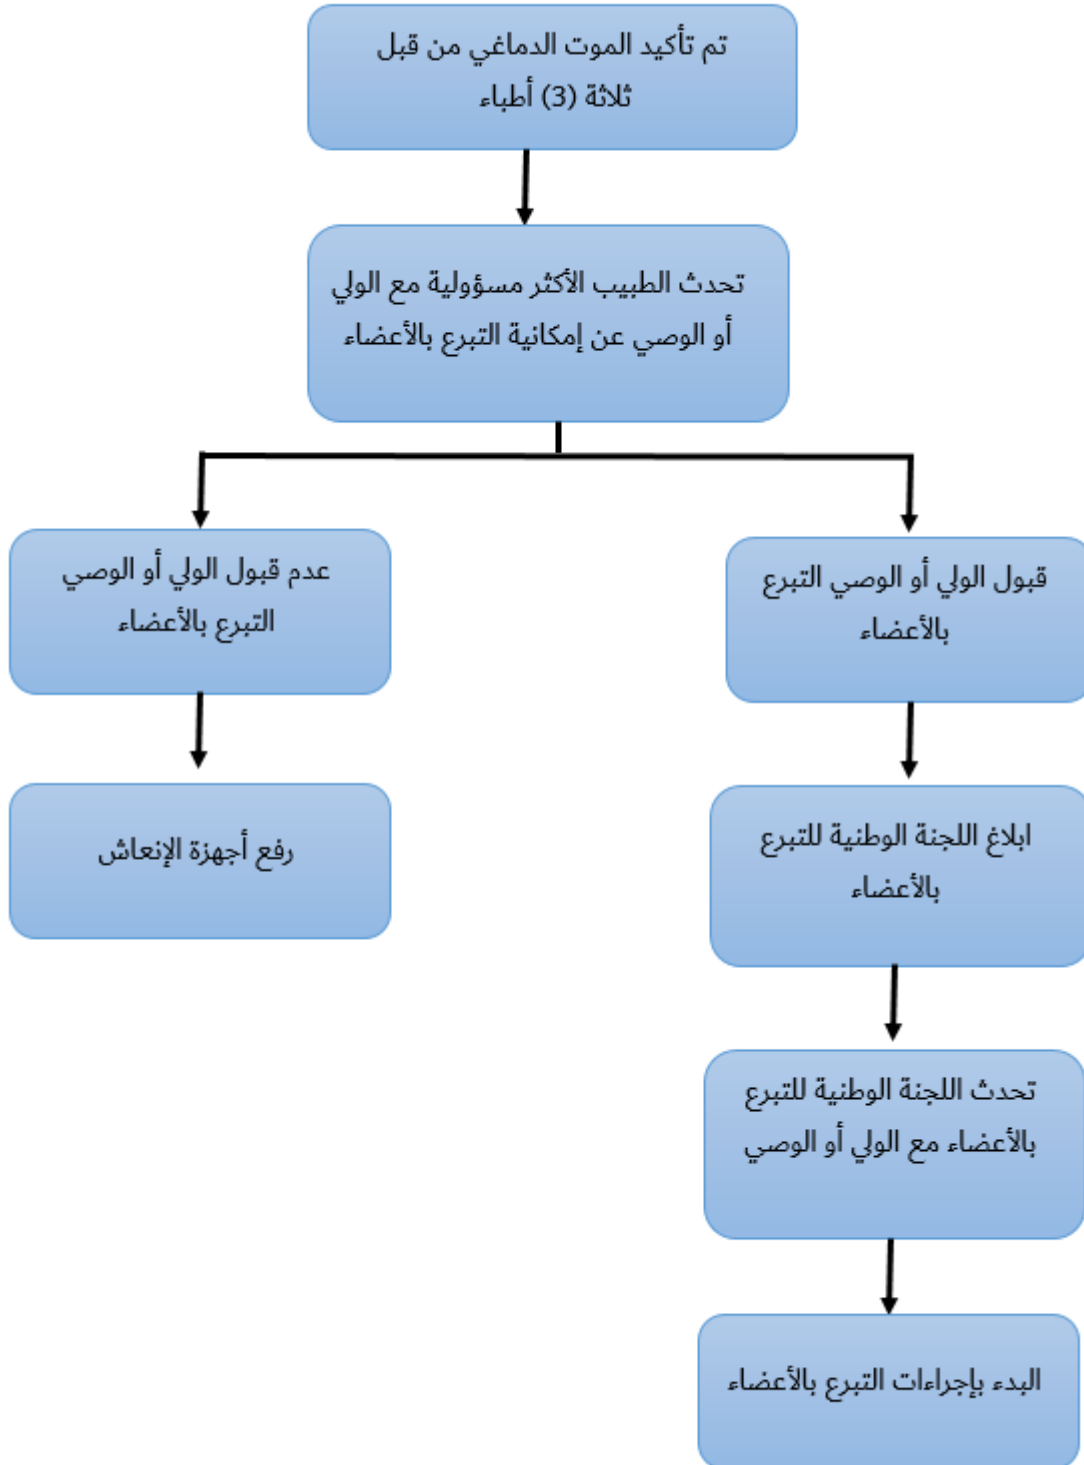 تم تأكيد الموت الدماغي من قبل
ثلاثة (3) أطباء
تحدث الطبيب الأكثر مسؤولية مع الولي
أو الوصي عن إمكانية التبرع بالأعضاء
قبول الولي أو الوصي التبرع
بالأعضاء
ابلاغ اللجنة الوطنية للتبرع
بالأعضاء
تحدث اللجنة الوطنية للتبرع
بالأعضاء مع الولي أو الوصي
البدء بإجراءات التبرع بالأعضاء
عدم قبول الولي أو الوصي
التبرع بالأعضاء
رفع أجهزة الإنعاش